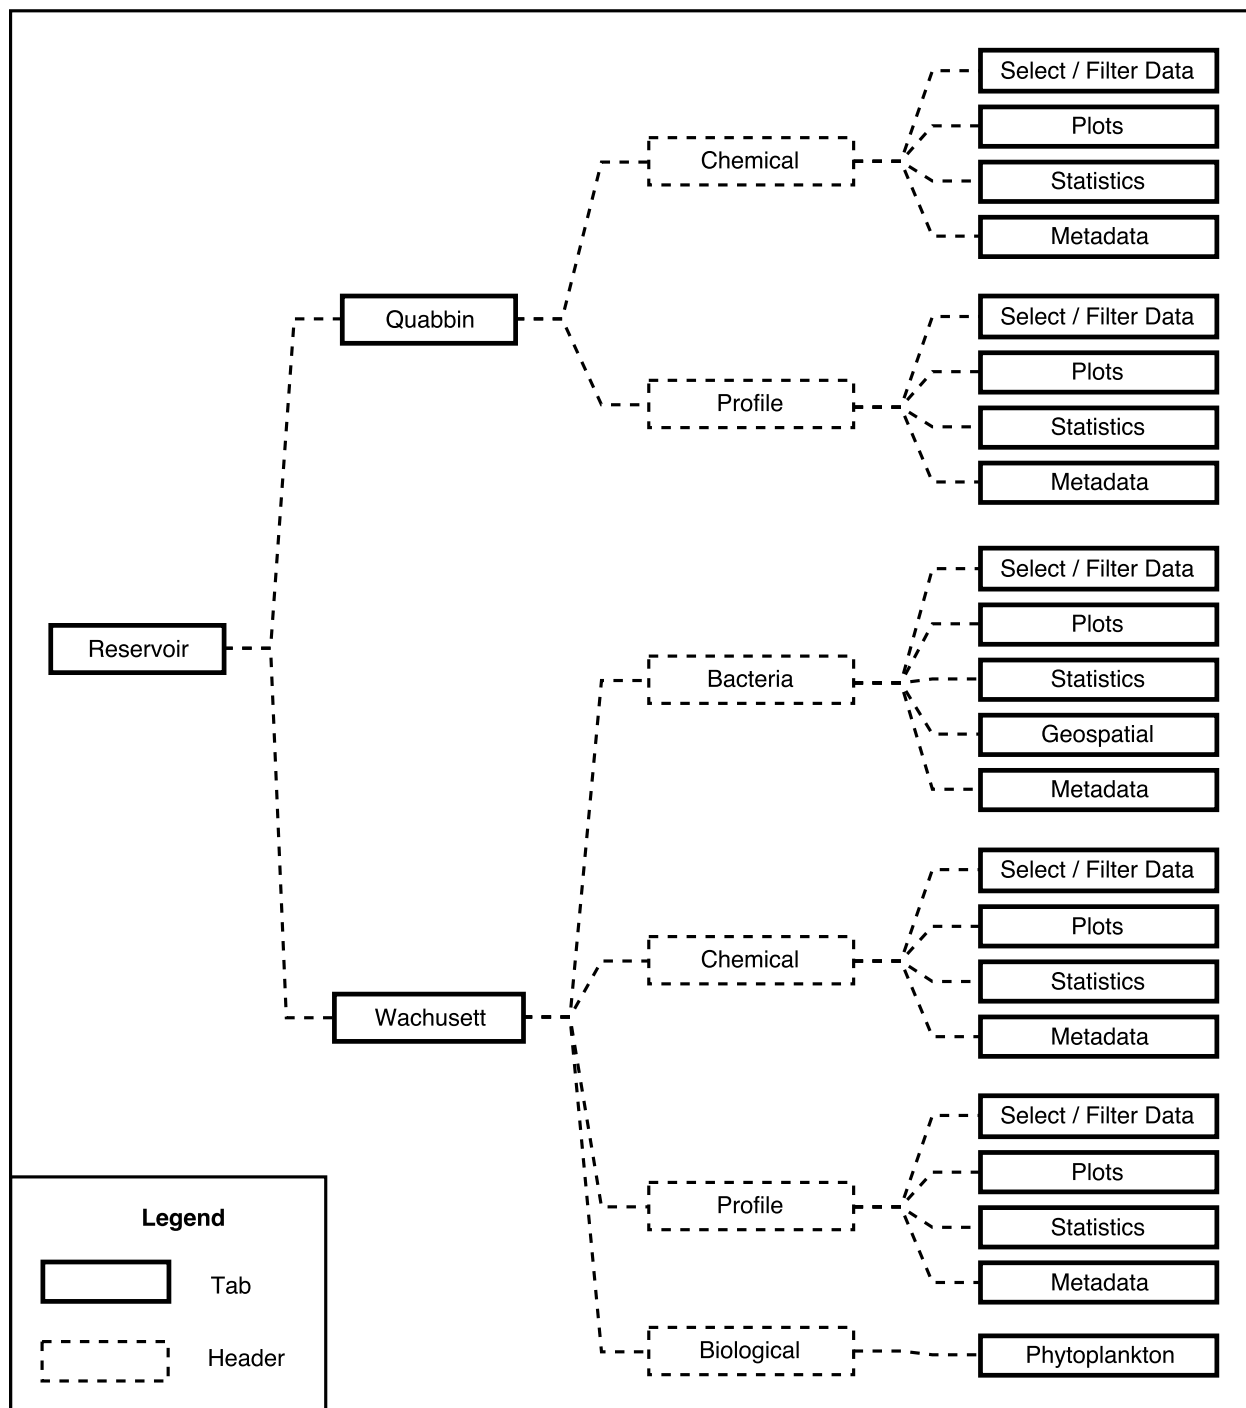 Select / Filter Data
Plots
Chemical
Statistics
Metadata
Quabbin
Select / Filter Data
Plots
Profile
Statistics
Metadata
Reservoir
Select / Filter Data
Plots
Bacteria
Statistics
Geospatial
Metadata
Wachusett
Select / Filter Data
Plots
Chemical
Statistics
Metadata
Select / Filter Data
Plots
Profile
Statistics
Metadata
Biological
Phytoplankton
Legend
Tab
Header